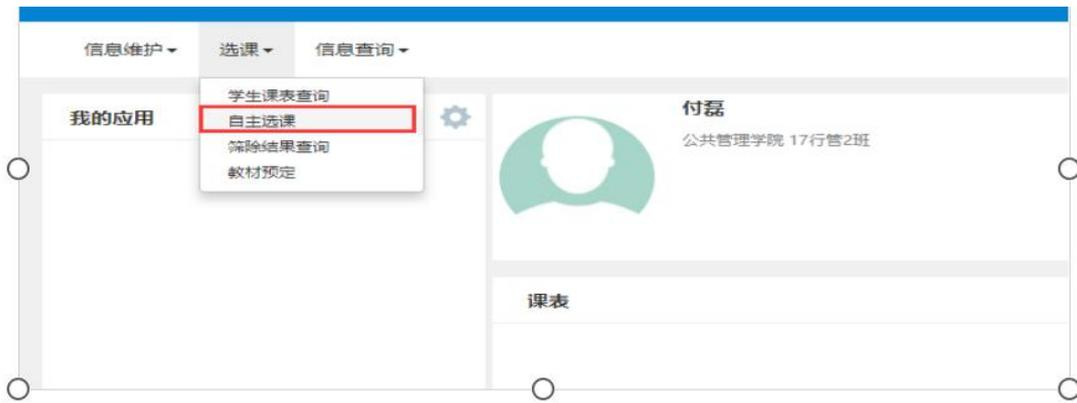 信息维护 选课 信息查询
我的应用
学生课表查询
自主选课
筛除结果查询
教材预定
付磊
公共管理学院 17行管2班
课表